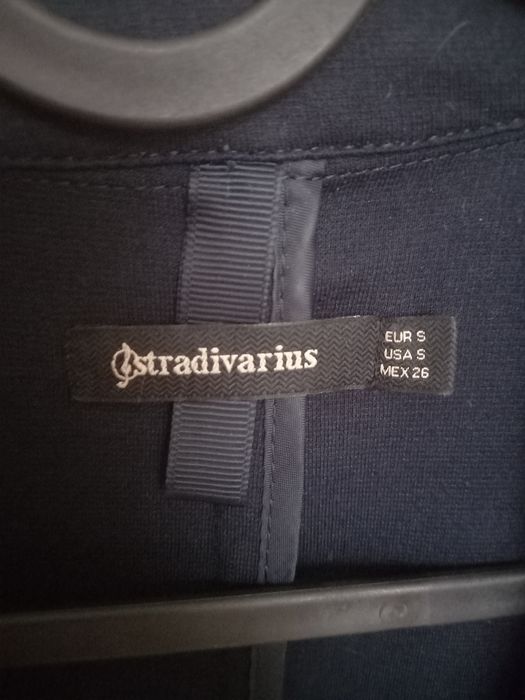 stradivarius
EUR S
USA S
MEX 26